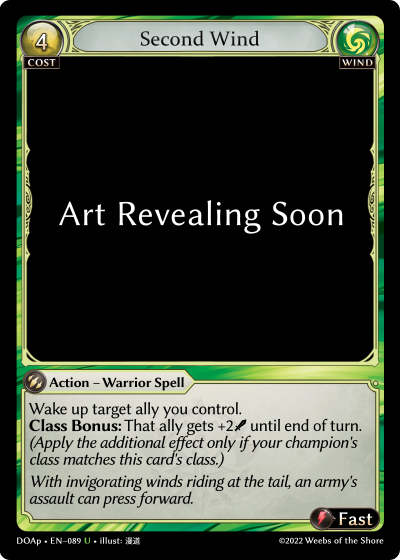 4
Second Wind
COST
WIND
Art Revealing Soon
Action – Warrior Spell
Wake up target ally you control.
Class Bonus: That ally gets +2 until end of turn.
(Apply the additional effect only if your champion's
class matches this card's class.)
With invigorating winds riding at the tail, an army's
assault can press forward.
Fast
DOAp • EN-089 U • illust: 漫道
©2022 Weebs of the Shore